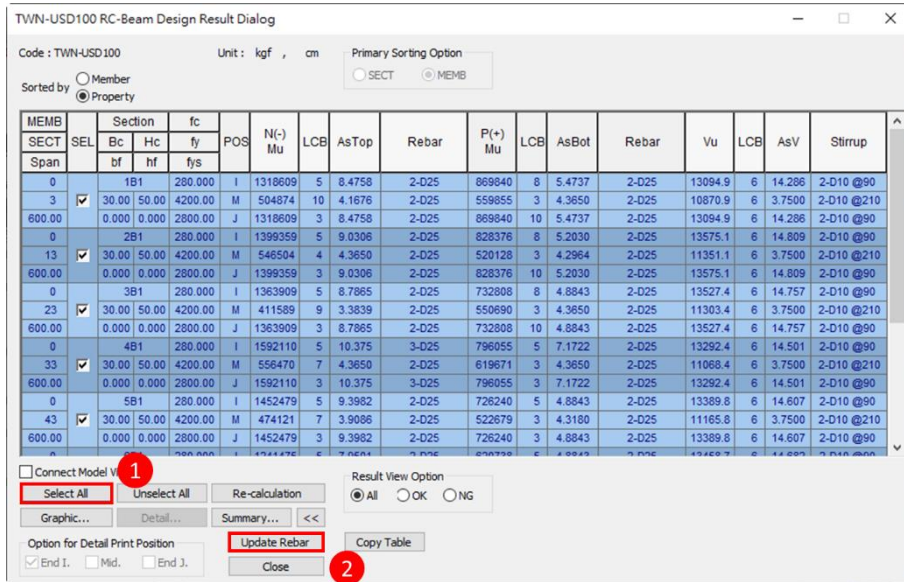 TWN-USD100 RC-Beam Design Result Dialog
Code : TWN-USD100 Unit : kgf , cm Primary Sorting Option
SECT MEMB
Sorted by Member
Property
MEMB SEL Section fc POS N(-) Mu LCB AsTop Rebar P(+) Mu LCB AsBot Rebar Vu LCB AsV Stirrup
SECT Bc Hc fy
Span bf hf fys
0 1B1 280.000 I 1318609 5 8.4758 2-D25 869840 8 5.4737 2-D25 13094.9 6 14.286 2-D10 @90
3 30.00 50.00 4200.00 M 504874 10 4.1676 2-D25 559855 3 4.3650 2-D25 10870.9 6 3.7500 2-D10 @210
600.00 0.000 0.000 2800.00 J 1318609 3 8.4758 2-D25 869840 10 5.4737 2-D25 13094.9 6 14.286 2-D10 @90
0 2B1 280.000 I 1399359 5 9.0306 2-D25 828376 8 5.2030 2-D25 13575.1 6 14.809 2-D10 @90
13 30.00 50.00 4200.00 M 546504 4 4.3650 2-D25 520128 3 4.2964 2-D25 11351.1 6 3.7500 2-D10 @210
600.00 0.000 0.000 2800.00 J 1399359 3 9.0306 2-D25 828376 10 5.2030 2-D25 13575.1 6 14.809 2-D10 @90
0 3B1 280.000 I 1363909 5 8.7865 2-D25 732808 8 4.8843 2-D25 13527.4 6 14.757 2-D10 @90
23 30.00 50.00 4200.00 M 411589 9 3.3839 2-D25 550690 3 4.3650 2-D25 11303.4 6 3.7500 2-D10 @210
600.00 0.000 0.000 2800.00 J 1363909 3 8.7865 2-D25 732808 10 4.8843 2-D25 13527.4 6 14.757 2-D10 @90
0 4B1 280.000 I 1592110 5 10.375 3-D25 796055 5 7.1722 2-D25 13292.4 6 14.501 2-D10 @90
33 30.00 50.00 4200.00 M 556470 7 4.3650 2-D25 619671 3 4.3650 2-D25 11068.4 6 3.7500 2-D10 @210
600.00 0.000 0.000 2800.00 J 1592110 3 10.375 3-D25 796055 3 7.1722 2-D25 13292.4 6 14.501 2-D10 @90
0 5B1 280.000 I 1452479 5 9.3982 2-D25 726240 5 4.8843 2-D25 13389.8 6 14.607 2-D10 @90
43 30.00 50.00 4200.00 M 474121 7 3.9086 2-D25 522679 3 4.3180 2-D25 11165.8 6 3.7500 2-D10 @210
600.00 0.000 0.000 2800.00 J 1452479 3 9.3982 2-D25 726240 3 4.8843 2-D25 13389.8 6 14.607 2-D10 @90
Connect Model 1 Result View Option
Select All Unselect All Re-calculation All OK NG
Graphic... Detail... Summary... <<
Option for Detail Print Position Update Rebar Copy Table
End I. Mid. End J. Close 2